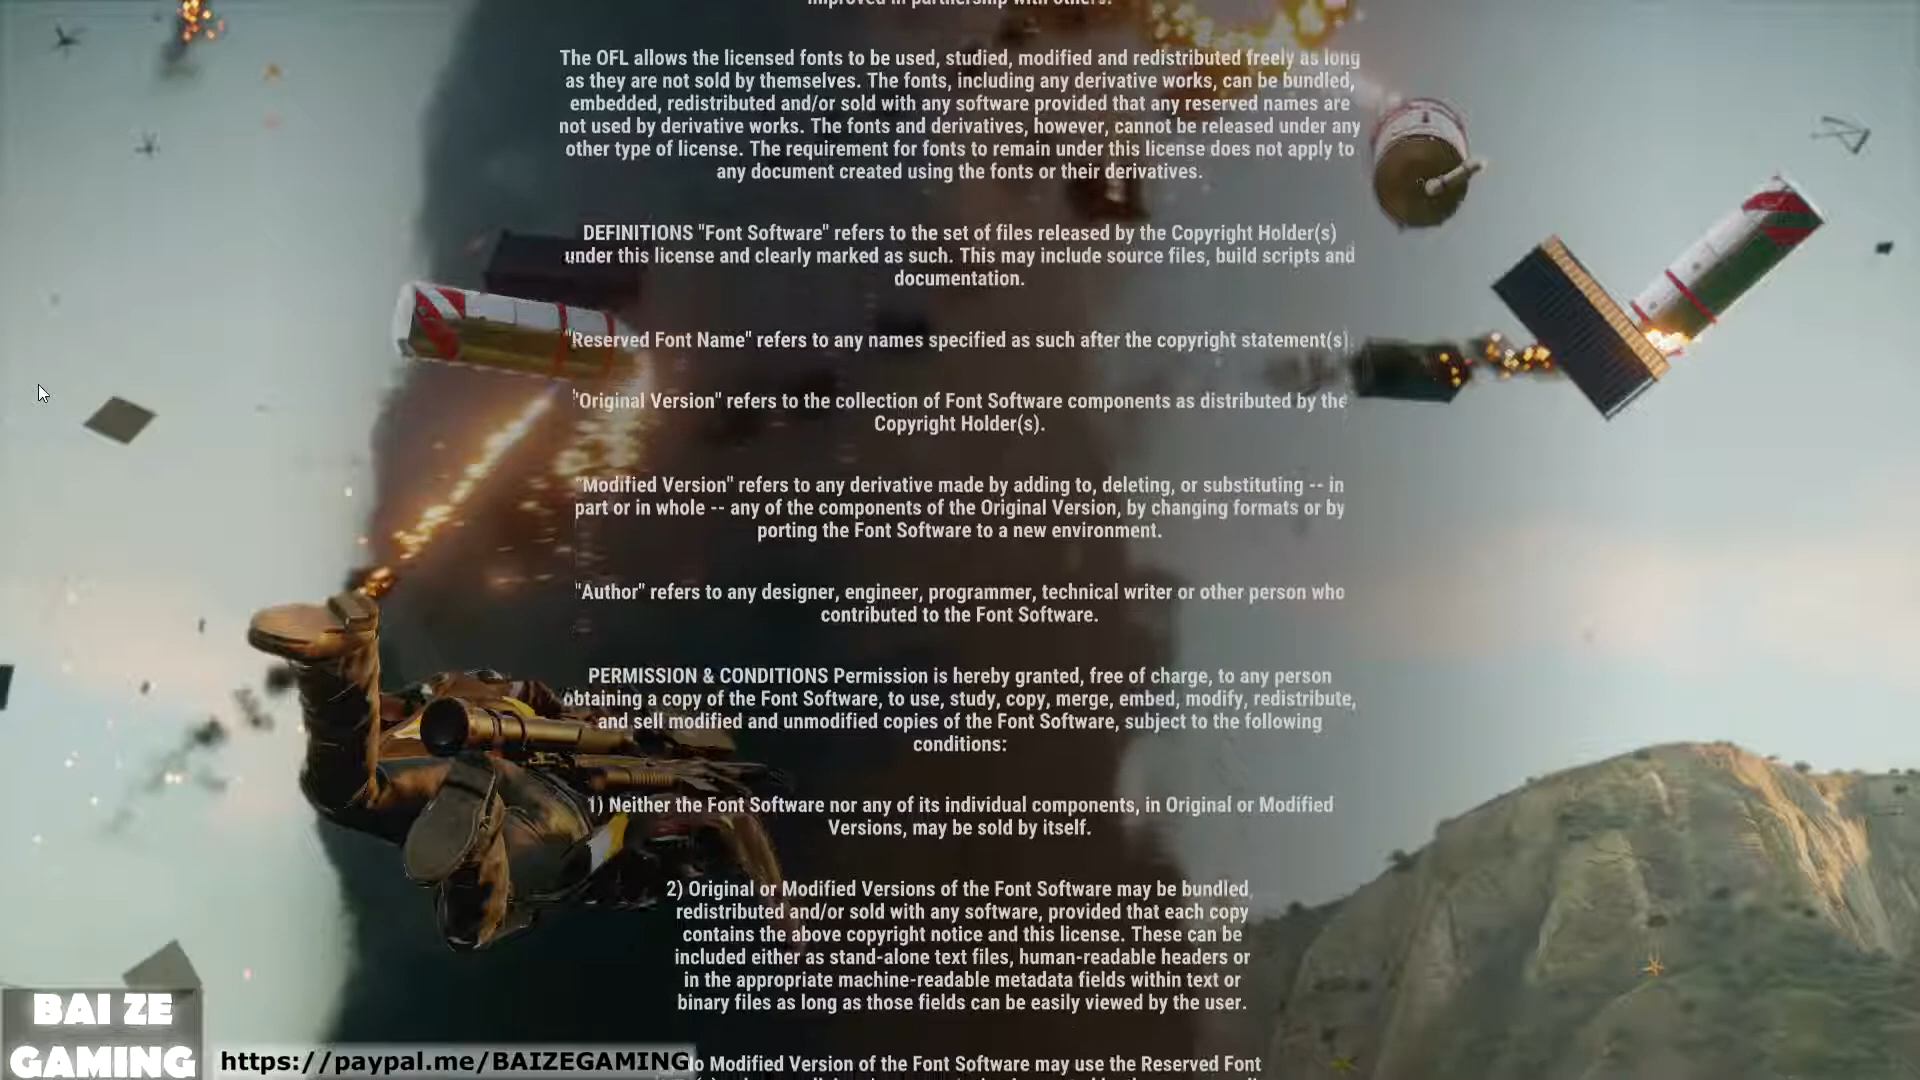 improved in partnership with others.
The OFL allows the licensed fonts to be used, studied, modified and redistributed freely as long
as they are not sold by themselves. The fonts, including any derivative works, can be bundled,
embedded, redistributed and/or sold with any software provided that any reserved names are
not used by derivative works. The fonts and derivatives, however, cannot be released under any
other type of license. The requirement for fonts to remain under this license does not apply to
any document created using the fonts or their derivatives.
DEFINITIONS "Font Software" refers to the set of files released by the Copyright Holder(s)
under this license and clearly marked as such. This may include source files, build scripts and
documentation.
"Reserved Font Name" refers to any names specified as such after the copyright statement(s).
"Original Version" refers to the collection of Font Software components as distributed by the
Copyright Holder(s).
"Modified Version" refers to any derivative made by adding to, deleting, or substituting -- in
part or in whole -- any of the components of the Original Version, by changing formats or by
porting the Font Software to a new environment.
"Author" refers to any designer, engineer, programmer, technical writer or other person who
contributed to the Font Software.
PERMISSION & CONDITIONS Permission is hereby granted, free of charge, to any person
obtaining a copy of the Font Software, to use, study, copy, merge, embed, modify, redistribute,
and sell modified and unmodified copies of the Font Software, subject to the following
conditions:
1) Neither the Font Software nor any of its individual components, in Original or Modified
Versions, may be sold by itself.
2) Original or Modified Versions of the Font Software may be bundled,
redistributed and/or sold with any software, provided that each copy
contains the above copyright notice and this license. These can be
included either as stand-alone text files, human-readable headers or
in the appropriate machine-readable metadata fields within text or
binary files as long as those fields can be easily viewed by the user.
Modified Version of the Font Software may use the Reserved Font
BAI ZE
GAMING
https://paypal.me/BAIZEGAMING